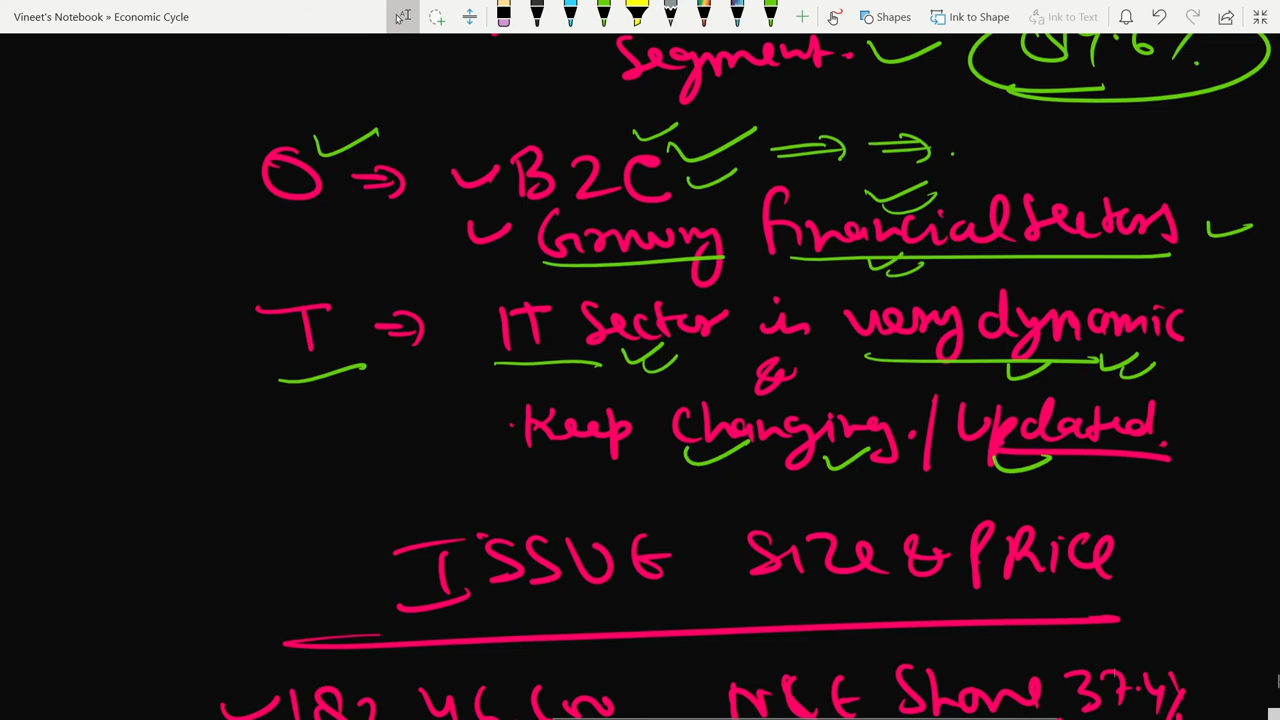 Vineet's Notebook » Economic Cycle
Shapes
Ink to Shape
Ink to Text
Segment.
O ⇒ B2C ⇒ ⇒ .
Growing financial Sectors
T ⇒ IT Sector is very dynamic
&
Keep Changing. / Updated.
ISSUE SIZE & PRICE
Share 37.4%